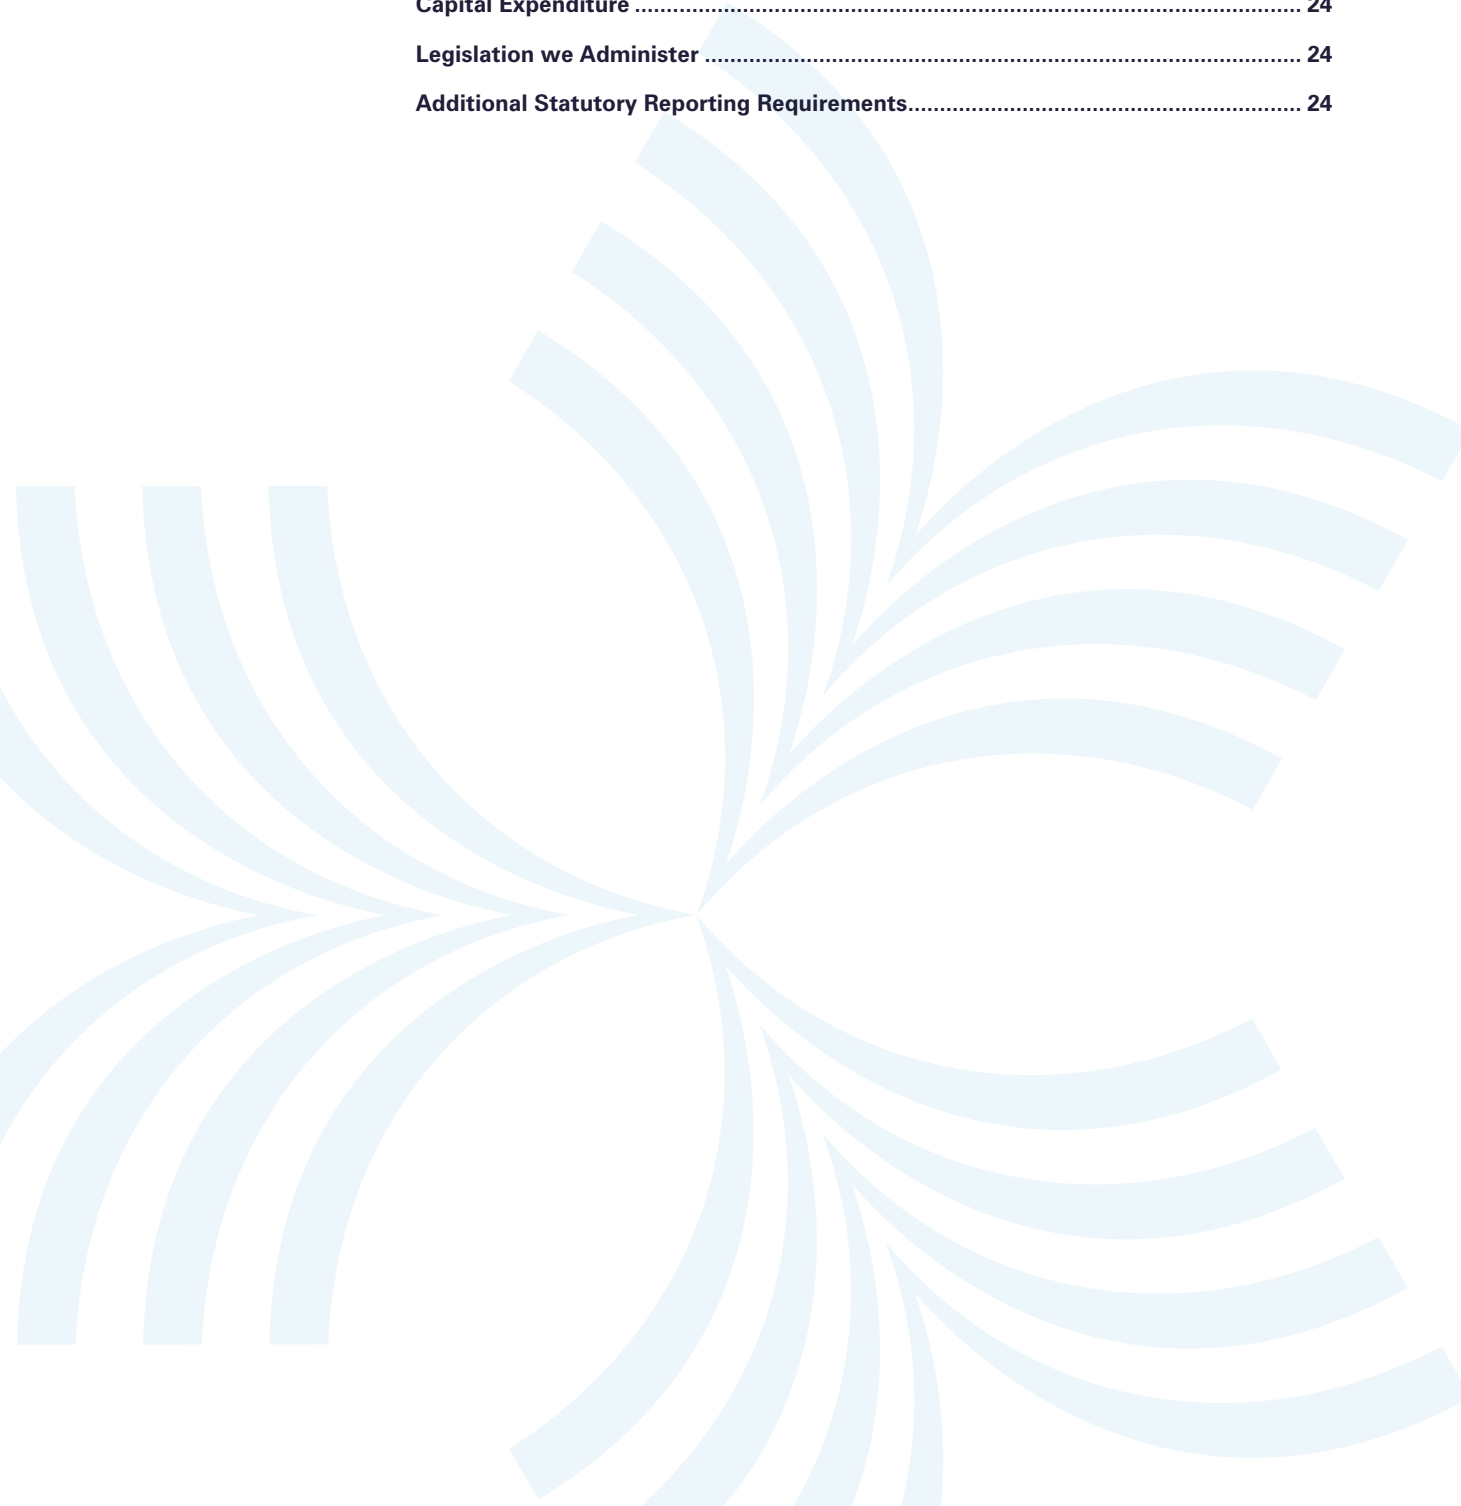 Capital Expenditure ........................................................................................................... 24
Legislation we Administer ............................................................................................... 24
Additional Statutory Reporting Requirements.............................................................. 24